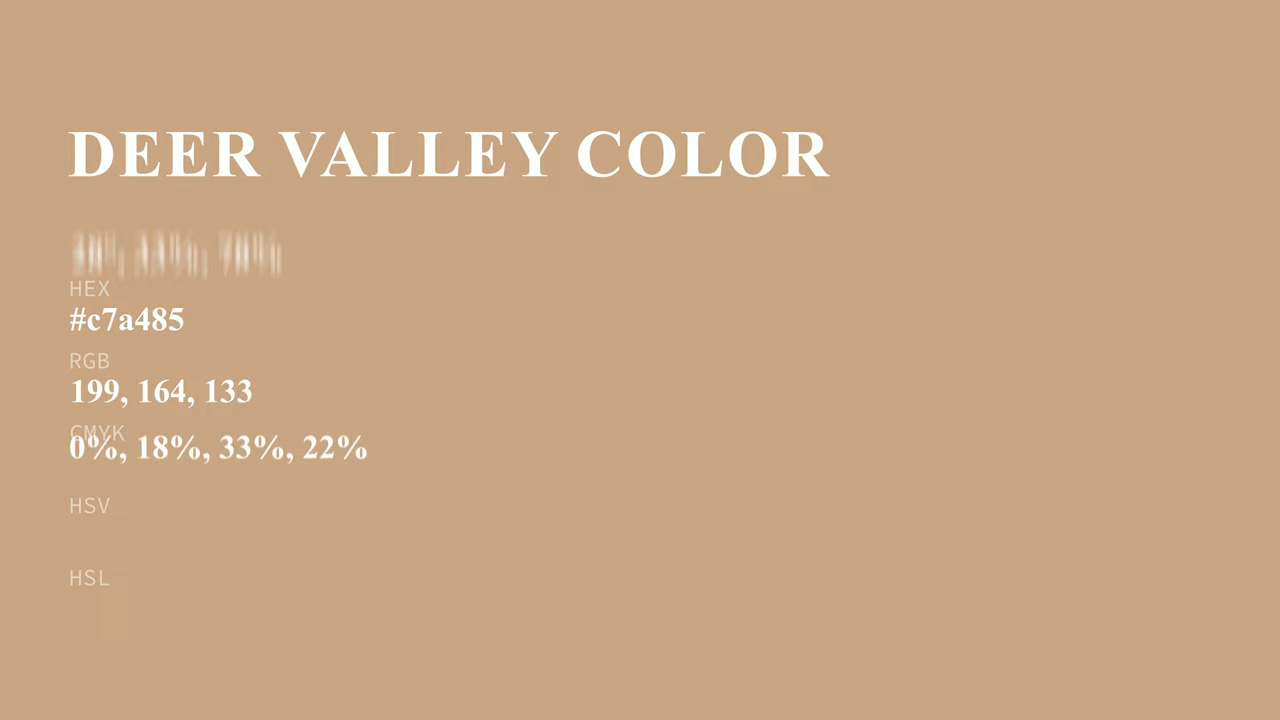 DEER VALLEY COLOR
HEX
#c7a485
RGB
199, 164, 133
CMYK
0%, 18%, 33%, 22%
HSV
HSL